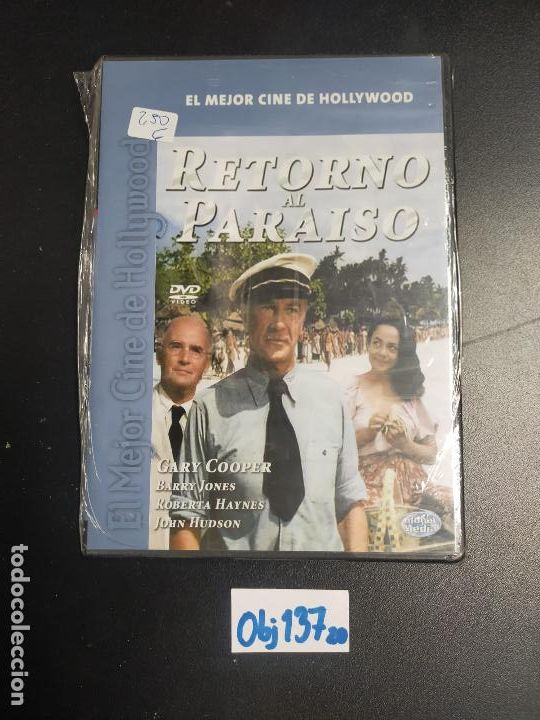 EL MEJOR CINE DE HOLLYWOOD
2,50
€
RETORNO
AL
PARAISO
DVD
VIDEO
El Mejor Cine de Hollywood
GARY COOPER
BARRY JONES
ROBERTA HAYNES
JOHN HUDSON
Media
Obj 137 20
todocoleccion